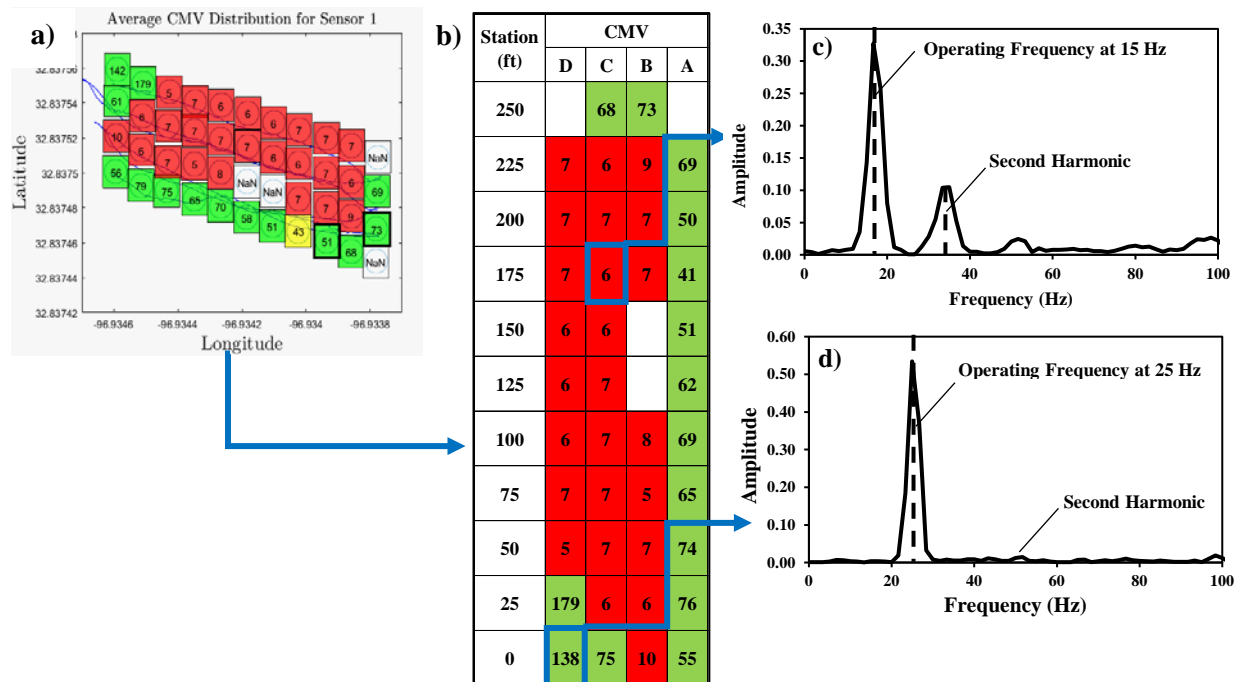 a)
Average CMV Distribution for Sensor 1
32.83756
32.83754
32.83752
32.8375
32.83748
32.83746
32.83744
32.83742
Latitude
142 179 5 7 6 6 6 7 7 7 NaN
61 6 7 7 7 7 6 6 7 6 69
10 6 7 5 8 NaN NaN 7 7 9 73
56 79 75 65 70 58 51 43 51 68 NaN
-96.9346 -96.9344 -96.9342 -96.934 -96.9338
Longitude
b)
Station (ft) CMV
D C B A
250 68 73
225 7 6 9 69
200 7 7 7 50
175 7 6 7 41
150 6 6 51
125 6 7 62
100 6 7 8 69
75 7 7 5 65
50 5 7 7 74
25 179 6 6 76
0 138 75 10 55
c)
Operating Frequency at 15 Hz
Second Harmonic
Amplitude
0.35
0.30
0.25
0.20
0.15
0.10
0.05
0.00
0 20 40 60 80 100
Frequency (Hz)
d)
Operating Frequency at 25 Hz
Second Harmonic
Amplitude
0.60
0.50
0.40
0.30
0.20
0.10
0.00
0 20 40 60 80 100
Frequency (Hz)